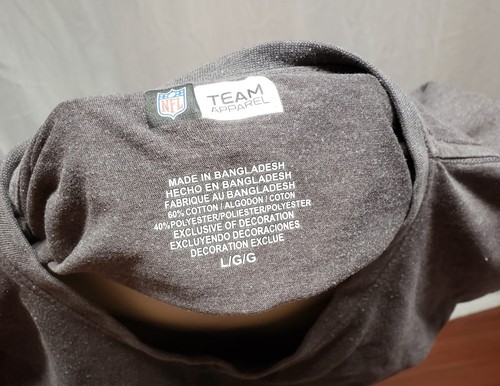 NFL
TEAM
APPAREL
MADE IN BANGLADESH
HECHO EN BANGLADESH
FABRIQUE AU BANGLADESH
60% COTTON / ALGODON / COTON
40% POLYESTER/POLIESTER/POLYESTER
EXCLUSIVE OF DECORATION
EXCLUYENDO DECORACIONES
DECORATION EXCLUE
L/G/G